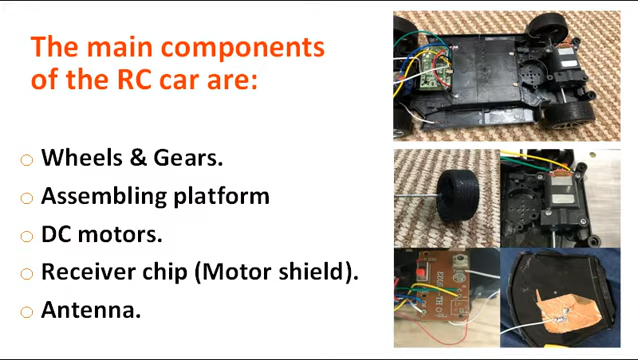 The main components
of the RC car are:
Wheels & Gears.
Assembling platform
DC motors.
Receiver chip (Motor shield).
Antenna.